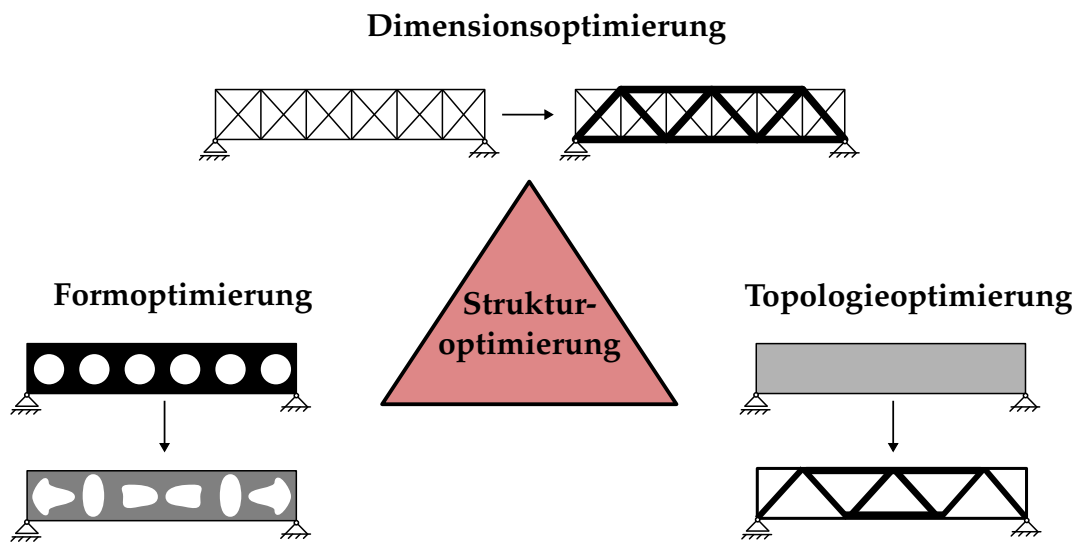 Dimensionsoptimierung
Formoptimierung
Struktur-
optimierung
Topologieoptimierung